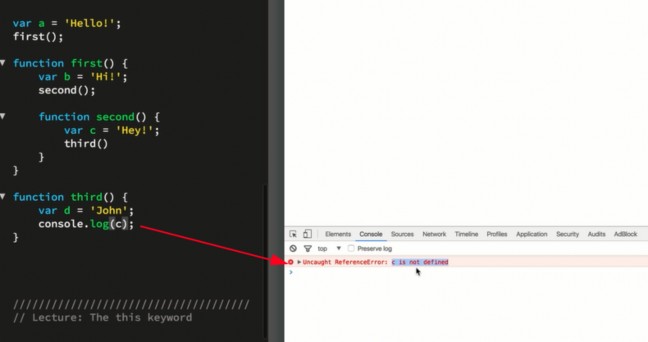 var a = 'Hello!';
first();
function first() {
var b = 'Hi!';
second();
function second() {
var c = 'Hey!';
third()
}
}
function third() {
var d = 'John';
console.log(c);
}
////////////////////////////////////
// Lecture: The this keyword
Elements Console Sources Network Timeline Profiles Application Security Audits AdBlock
top Preserve log
Uncaught ReferenceError: c is not defined